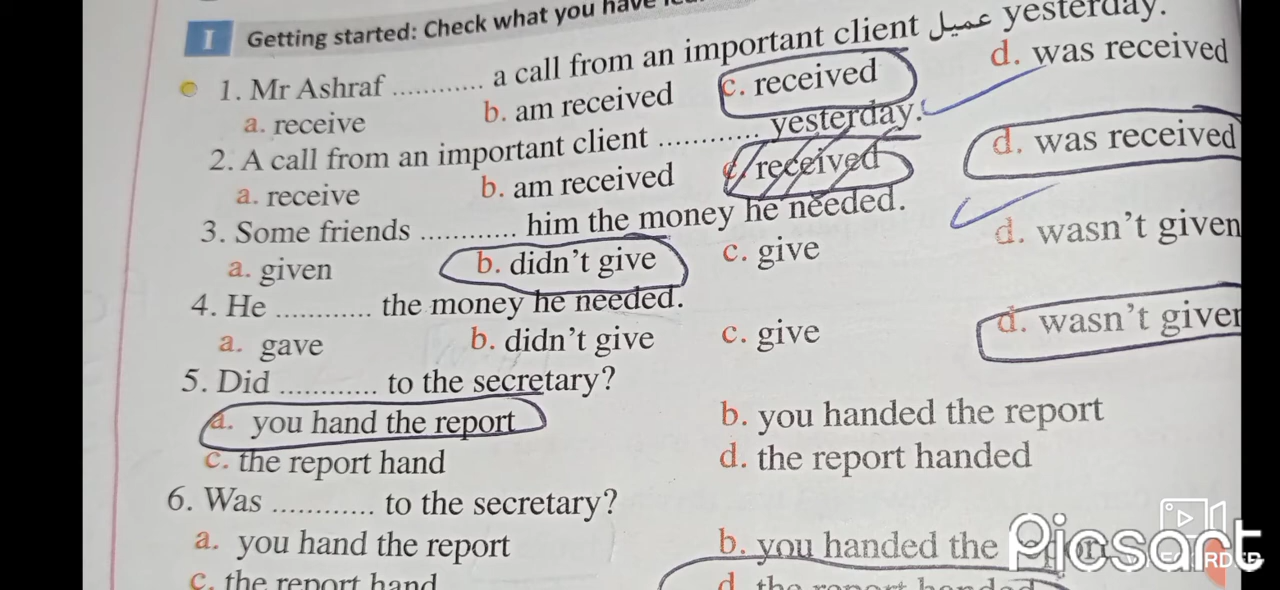 I Getting started: Check what you have
1. Mr Ashraf ............ a call from an important client عميل yesterday.
a. receive b. am received c. received d. was received
2. A call from an important client ............ yesterday.
a. receive b. am received c. received d. was received
3. Some friends ............ him the money he needed.
a. given b. didn't give c. give d. wasn't given
4. He ............ the money he needed.
a. gave b. didn't give c. give d. wasn't given
5. Did ............ to the secretary?
a. you hand the report b. you handed the report
c. the report hand d. the report handed
6. Was ............ to the secretary?
a. you hand the report b. you handed the report
c. the report hand d. the report handed
Picsart